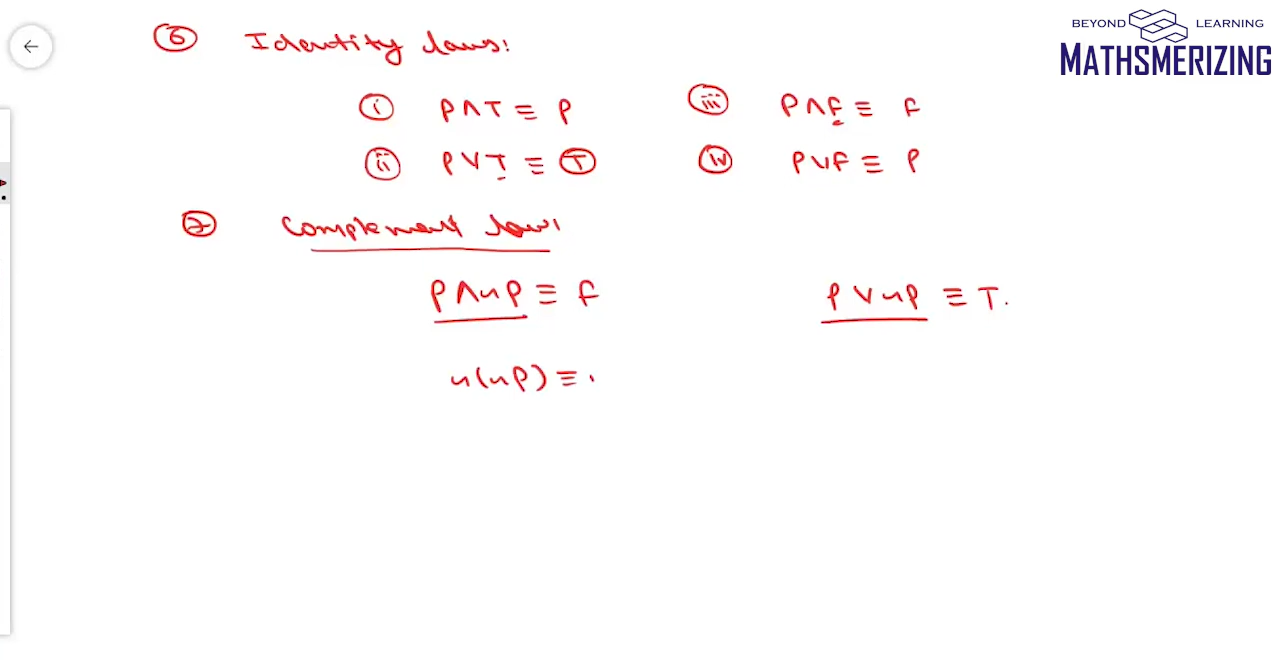 BEYOND LEARNING
MATHSMERIZING
⑥ Identity laws:
ⓘ p ∧ T ≡ p
ⅲ p ∧ F ≡ F
ⅱ p ∨ T ≡ T
ⅳ p ∨ F ≡ p
⑦ Complement laws
p ∧ ~p ≡ F
p ∨ ~p ≡ T.
~(~p) ≡